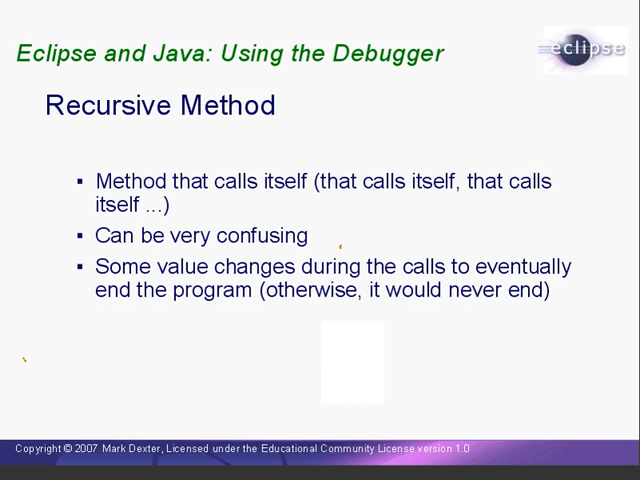 Eclipse and Java: Using the Debugger
eclipse
Recursive Method
▪ Method that calls itself (that calls itself, that calls
itself ...)
▪ Can be very confusing
▪ Some value changes during the calls to eventually
end the program (otherwise, it would never end)
Copyright © 2007 Mark Dexter, Licensed under the Educational Community License version 1.0